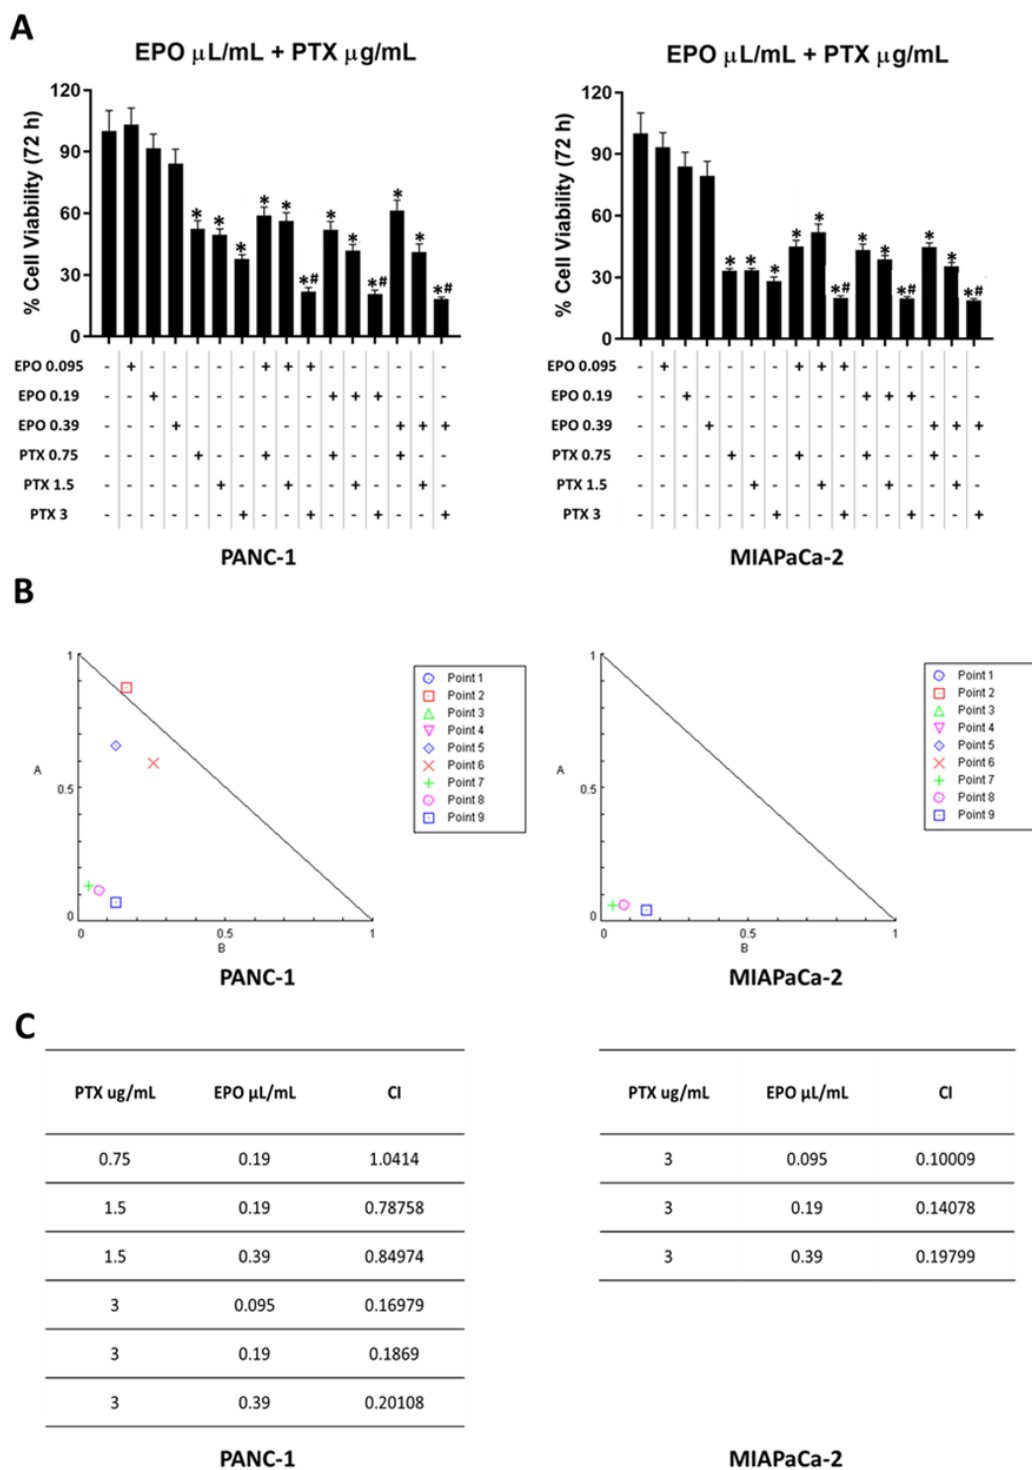 A
EPO μL/mL + PTX μg/mL
% Cell Viability (72 h)
120
90
60
30
0
* * * * * *# * * *# * * *#
EPO 0.095 - + - - - - - + + + - - - - - -
EPO 0.19 - - + - - - - - - - + + + - - -
EPO 0.39 - - - + - - - - - - - - - + + +
PTX 0.75 - - - - + - - + - - + - - + - -
PTX 1.5 - - - - - + - - + - - + - - + -
PTX 3 - - - - - - + - - + - - + - - +
PANC-1
EPO μL/mL + PTX μg/mL
% Cell Viability (72 h)
120
90
60
30
0
* * * * * *# * * *# * * *#
EPO 0.095 - + - - - - - + + + - - - - - -
EPO 0.19 - - + - - - - - - - + + + - - -
EPO 0.39 - - - + - - - - - - - - - + + +
PTX 0.75 - - - - + - - + - - + - - + - -
PTX 1.5 - - - - - + - - + - - + - - + -
PTX 3 - - - - - - + - - + - - + - - +
MIAPaCa-2
B
1
A
0.5
0
0 0.5 1
B
Point 1
Point 2
Point 3
Point 4
Point 5
Point 6
Point 7
Point 8
Point 9
PANC-1
1
A
0.5
0
0 0.5 1
B
Point 1
Point 2
Point 3
Point 4
Point 5
Point 6
Point 7
Point 8
Point 9
MIAPaCa-2
C
PTX ug/mL EPO μL/mL CI
0.75 0.19 1.0414
1.5 0.19 0.78758
1.5 0.39 0.84974
3 0.095 0.16979
3 0.19 0.1869
3 0.39 0.20108
PANC-1
PTX ug/mL EPO μL/mL CI
3 0.095 0.10009
3 0.19 0.14078
3 0.39 0.19799
MIAPaCa-2